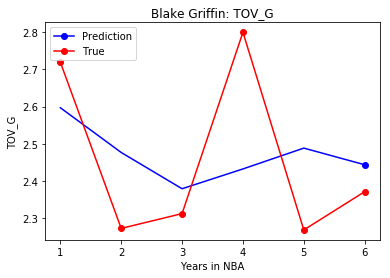 Blake Griffin: TOV_G
Prediction
True
2.8
2.7
2.6
2.5
2.4
2.3
TOV_G
1 2 3 4 5 6
Years in NBA